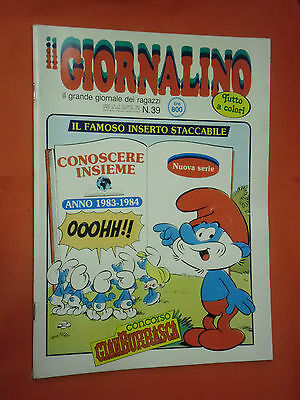 il GIORNALINO
il grande giornale dei ragazzi
N.39
lire
800
Tutto
a colori
IL FAMOSO INSERTO STACCABILE
CONOSCERE
INSIEME
ANNO 1983-1984
Nuova serie
OOOHH!!
concorso
GIANBURRASCA